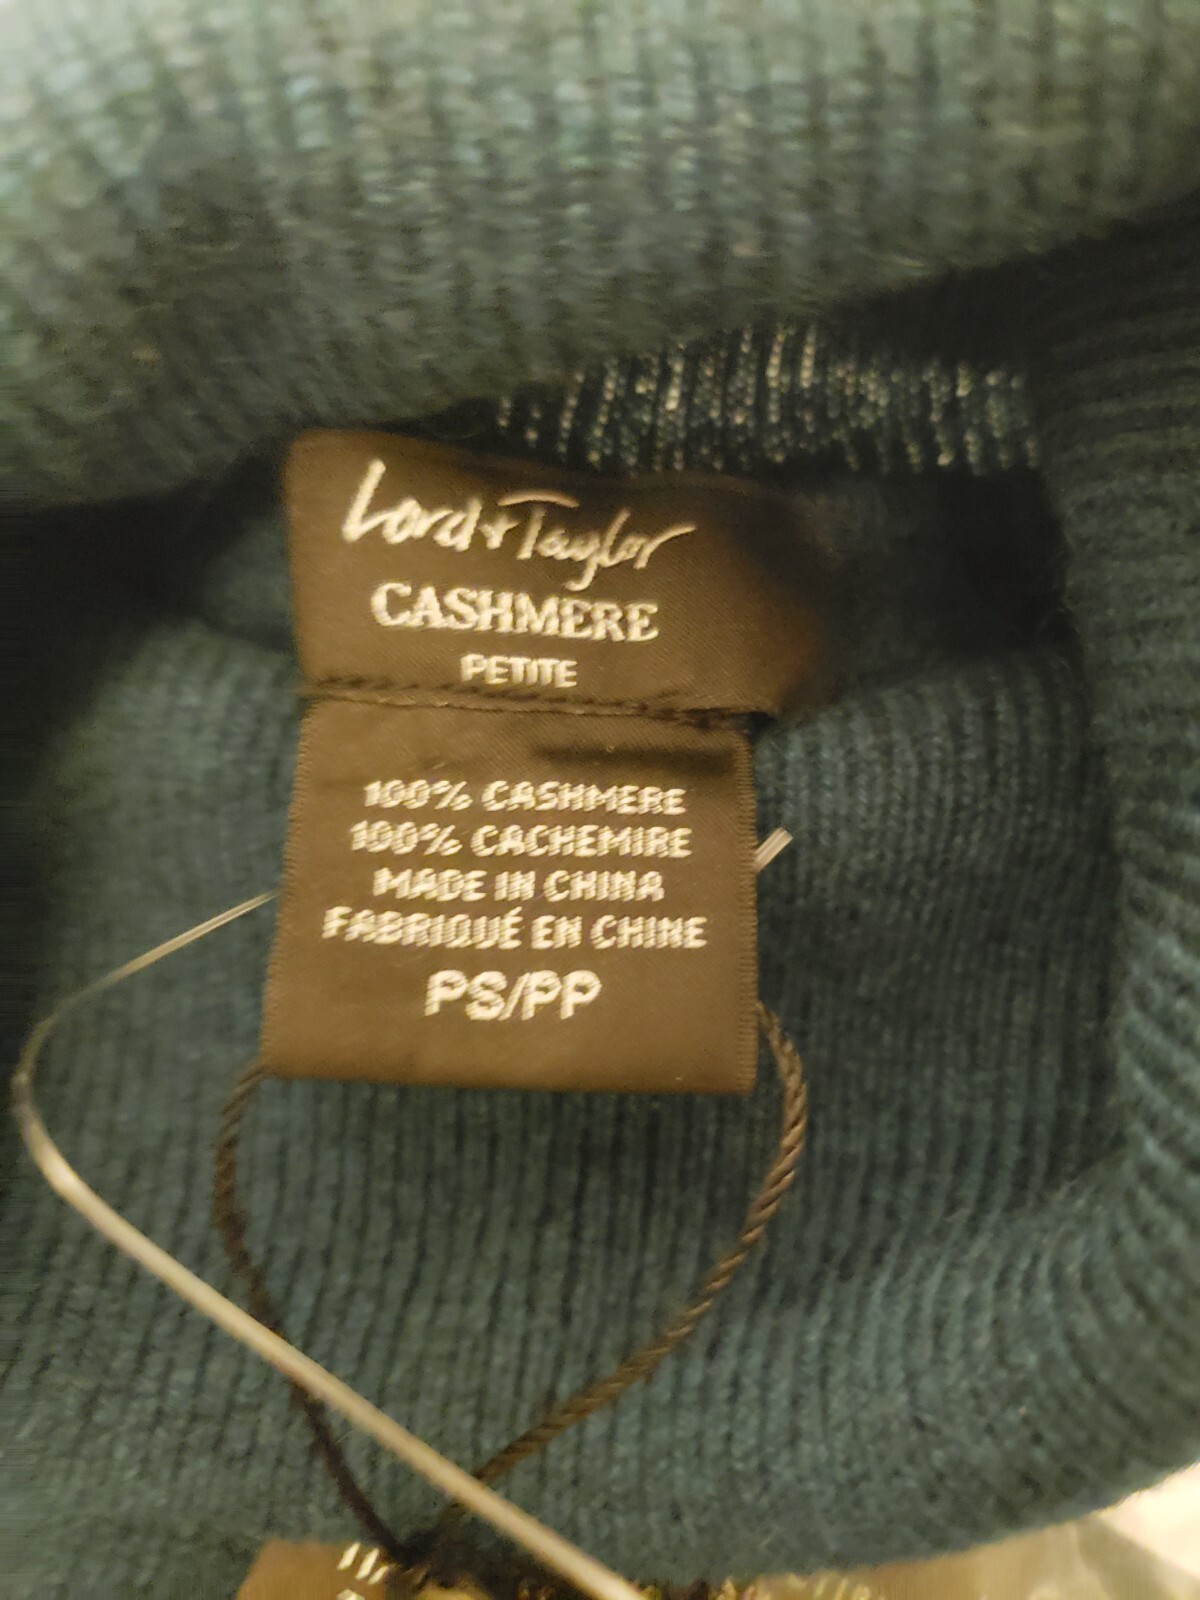 Lord + Taylor
CASHMERE
PETITE
100% CASHMERE
100% CACHEMIRE
MADE IN CHINA
FABRIQUÉ EN CHINE
PS/PP